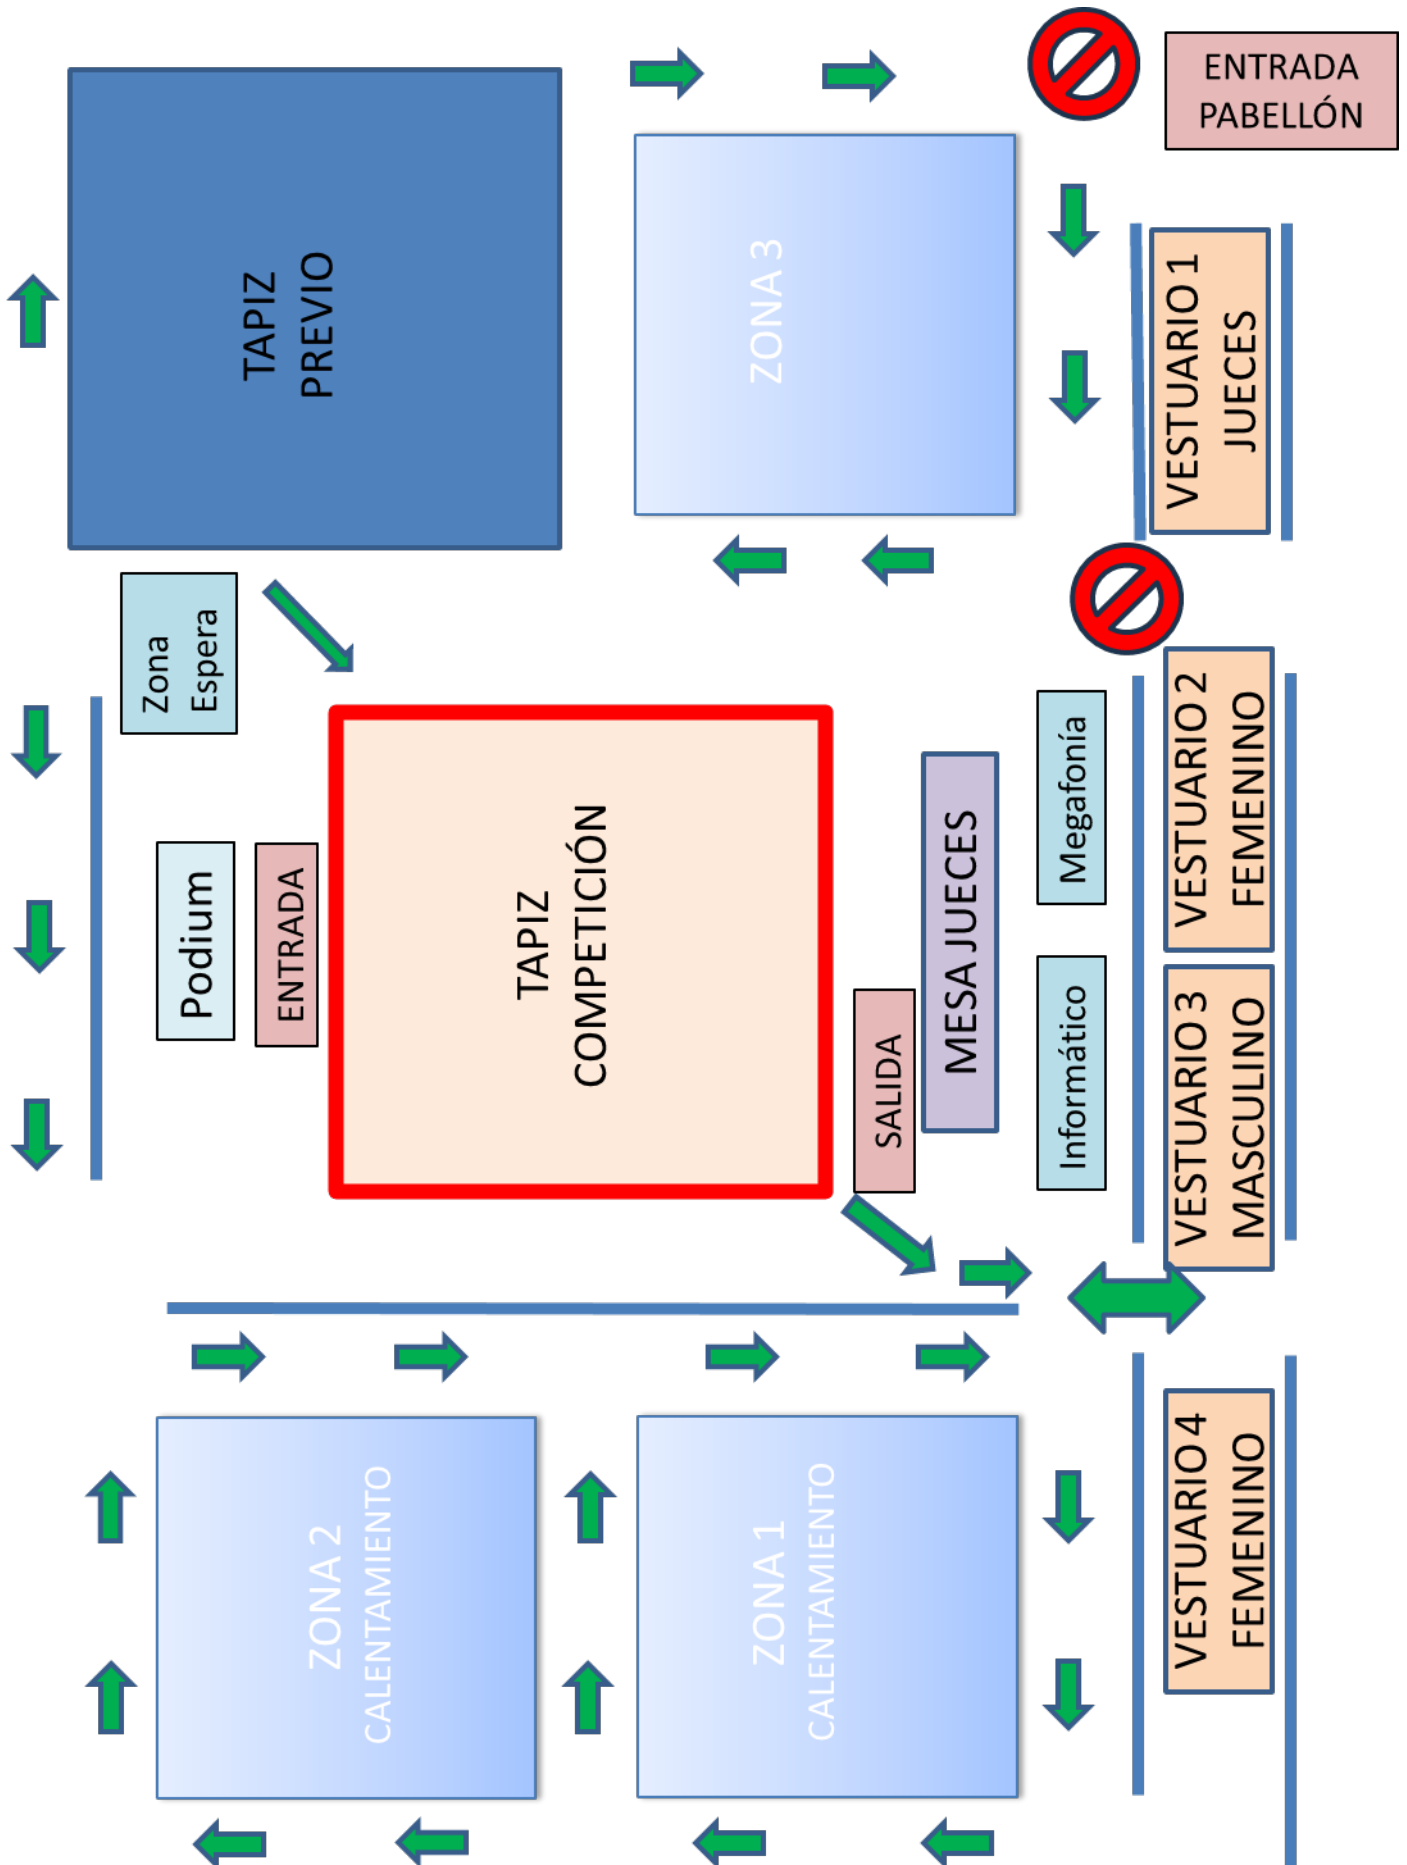 ENTRADA
PABELLÓN
TAPIZ
PREVIO
ZONA 3
VESTUARIO 1
JUECES
Zona
Espera
Podium
ENTRADA
TAPIZ
COMPETICIÓN
SALIDA
MESA JUECES
Megafonía
Informático
VESTUARIO 2
FEMENINO
VESTUARIO 3
MASCULINO
ZONA 2
CALENTAMIENTO
ZONA 1
CALENTAMIENTO
VESTUARIO 4
FEMENINO